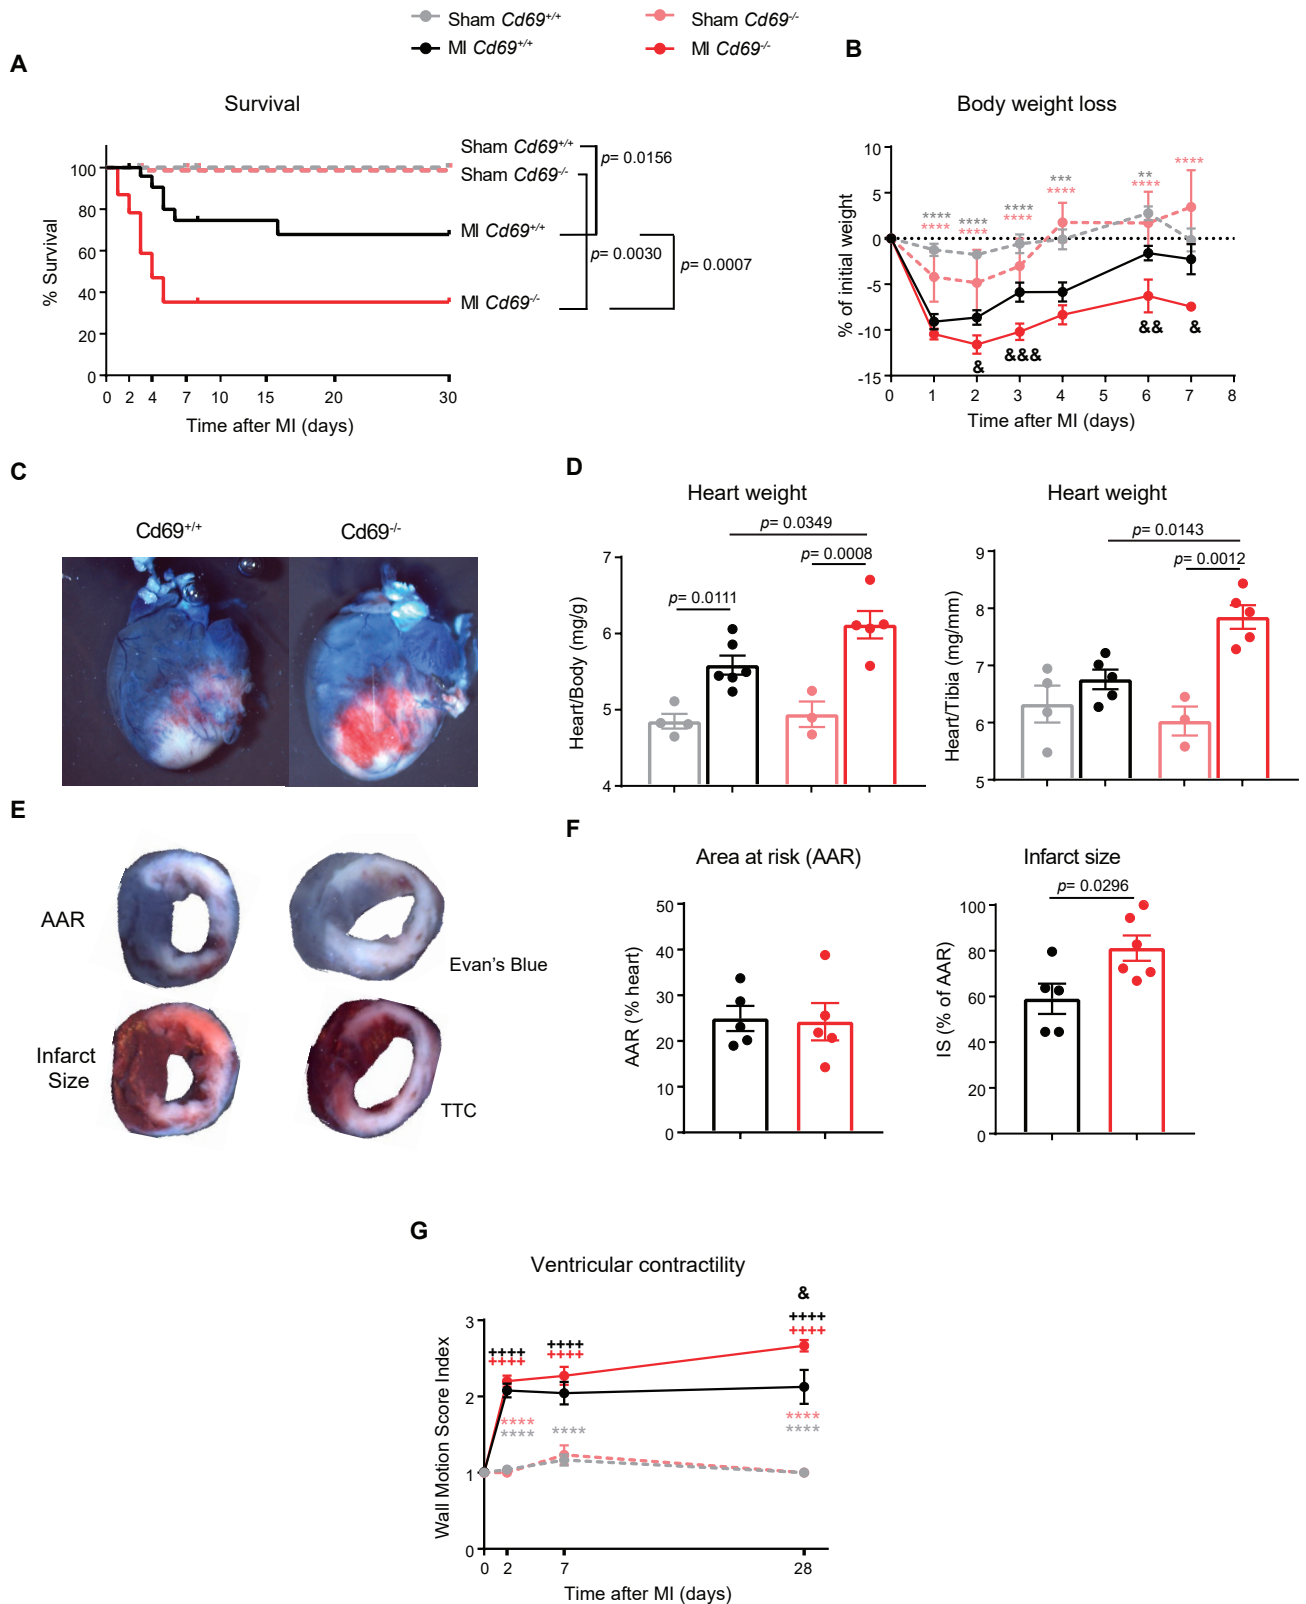 Sham Cd69+/+
Sham Cd69-/-
MI Cd69+/+
MI Cd69-/-
A
B
Survival
Body weight loss
% Survival
100
80
60
40
20
0
0 2 4 7 10 15 20 30
Time after MI (days)
Sham Cd69+/+
Sham Cd69-/-
MI Cd69+/+
MI Cd69-/-
p= 0.0156
p= 0.0030
p= 0.0007
% of initial weight
10
5
0
-5
-10
-15
0 1 2 3 4 5 6 7 8
Time after MI (days)
****
****
****
****
****
****
***
****
**
****
****
&
&&&
&&
&
C
Cd69+/+
Cd69-/-
D
Heart weight
Heart/Body (mg/g)
7
6
5
4
p= 0.0349
p= 0.0008
p= 0.0111
Heart weight
Heart/Tibia (mg/mm)
9
8
7
6
5
p= 0.0143
p= 0.0012
E
AAR
Evan's Blue
Infarct
Size
TTC
F
Area at risk (AAR)
AAR (% heart)
50
40
30
20
10
0
Infarct size
p= 0.0296
IS (% of AAR)
100
80
60
40
20
0
G
Ventricular contractility
Wall Motion Score Index
3
2
1
0
0 2 7 28
Time after MI (days)
++++
++++
++++
++++
&
++++
++++
****
****
****
****
****